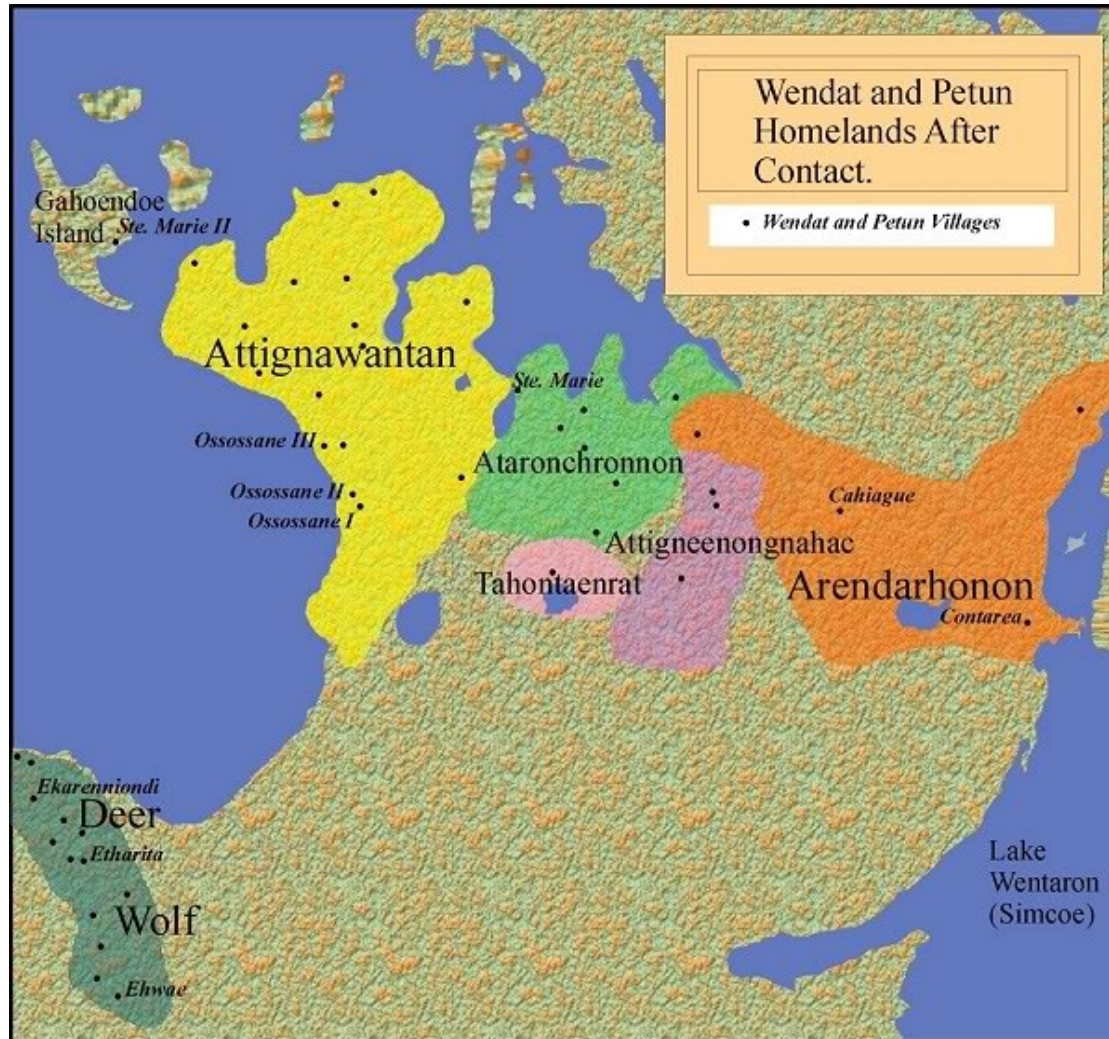 Wendat and Petun
Homelands After
Contact.
Wendat and Petun Villages
Gahoendoe
Island
Ste. Marie II
Attignawantan
Ste. Marie
Ossossane III
Ossossane II
Ossossane I
Ataronchronnon
Cahiague
Attigneenongnahac
Tahontaenrat
Arendarhonon
Contarea
Ekarenniondi
Deer
Etharita
Wolf
Ehwae
Lake
Wentaron
(Simcoe)